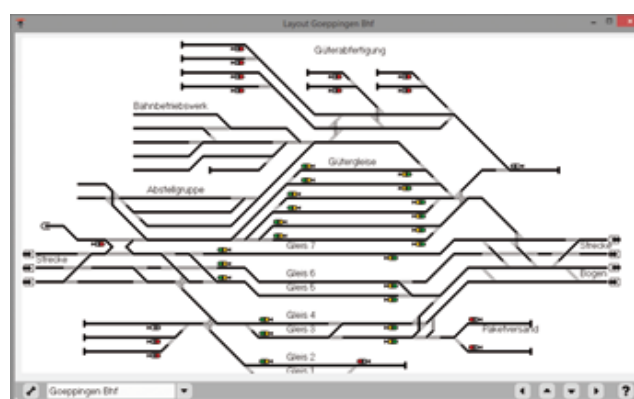 Layout Goeppingen Bhf
Güterabfertigung
Bahnbetriebswerk
Gütergleise
Abstellgruppe
Gleis 7
Strecke
Strecke
Gleis 6
Bogen
Gleis 5
Gleis 4
Gleis 3
Paketversand
Gleis 2
Gleis 1
Goeppingen Bhf
?